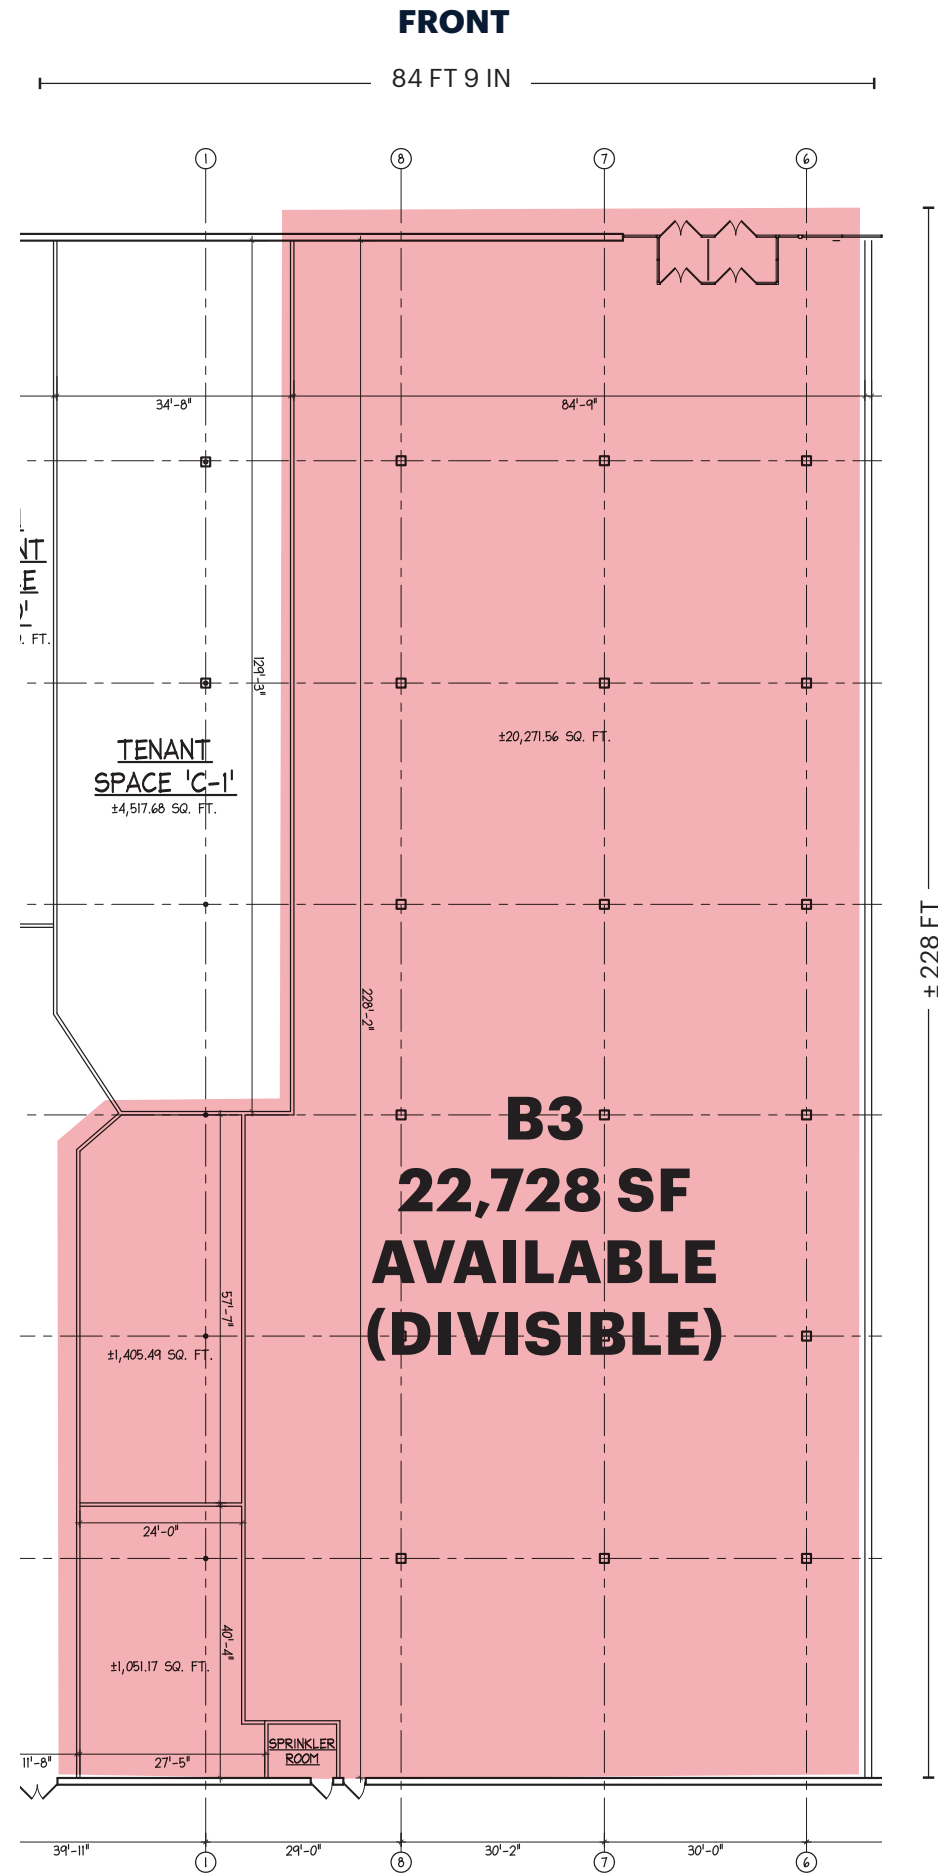 FRONT
84 FT 9 IN
1
8
7
6
34'-8"
84'-9"
NT
E
. FT.
129'-3"
±20,271.56 SQ. FT.
TENANT
SPACE 'C-1'
±4,517.68 SQ. FT.
± 228 FT
228'-2"
B3
22,728 SF
AVAILABLE
(DIVISIBLE)
57'-7"
±1,405.49 SQ. FT.
24'-0"
40'-4"
±1,051.17 SQ. FT.
SPRINKLER
ROOM
11'-8"
27'-5"
39'-11"
29'-0"
30'-2"
30'-0"
1
8
7
6